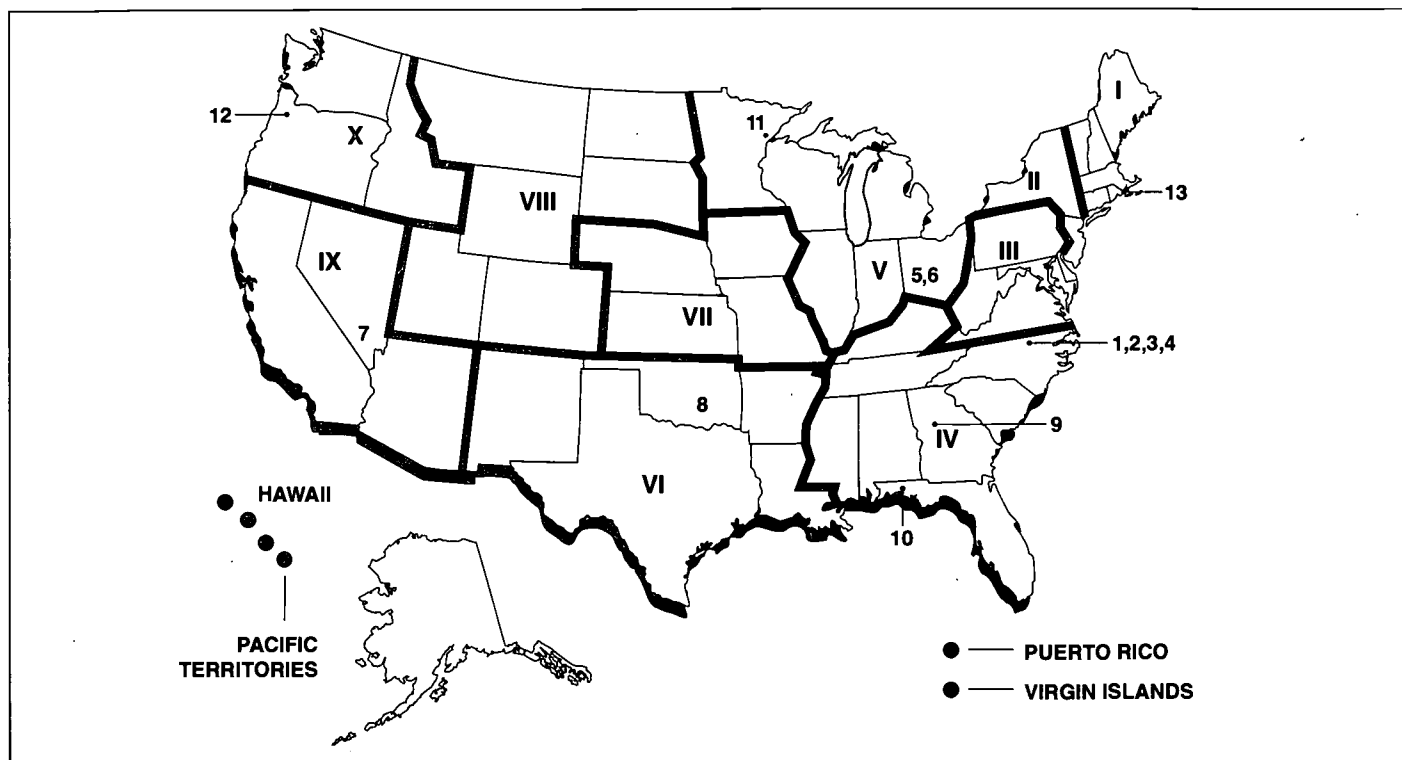 I
12
X
11
II
13
VIII
III
IX
V
5,6
VII
7
1,2,3,4
8
9
IV
VI
HAWAII
10
PACIFIC
TERRITORIES
PUERTO RICO
VIRGIN ISLANDS